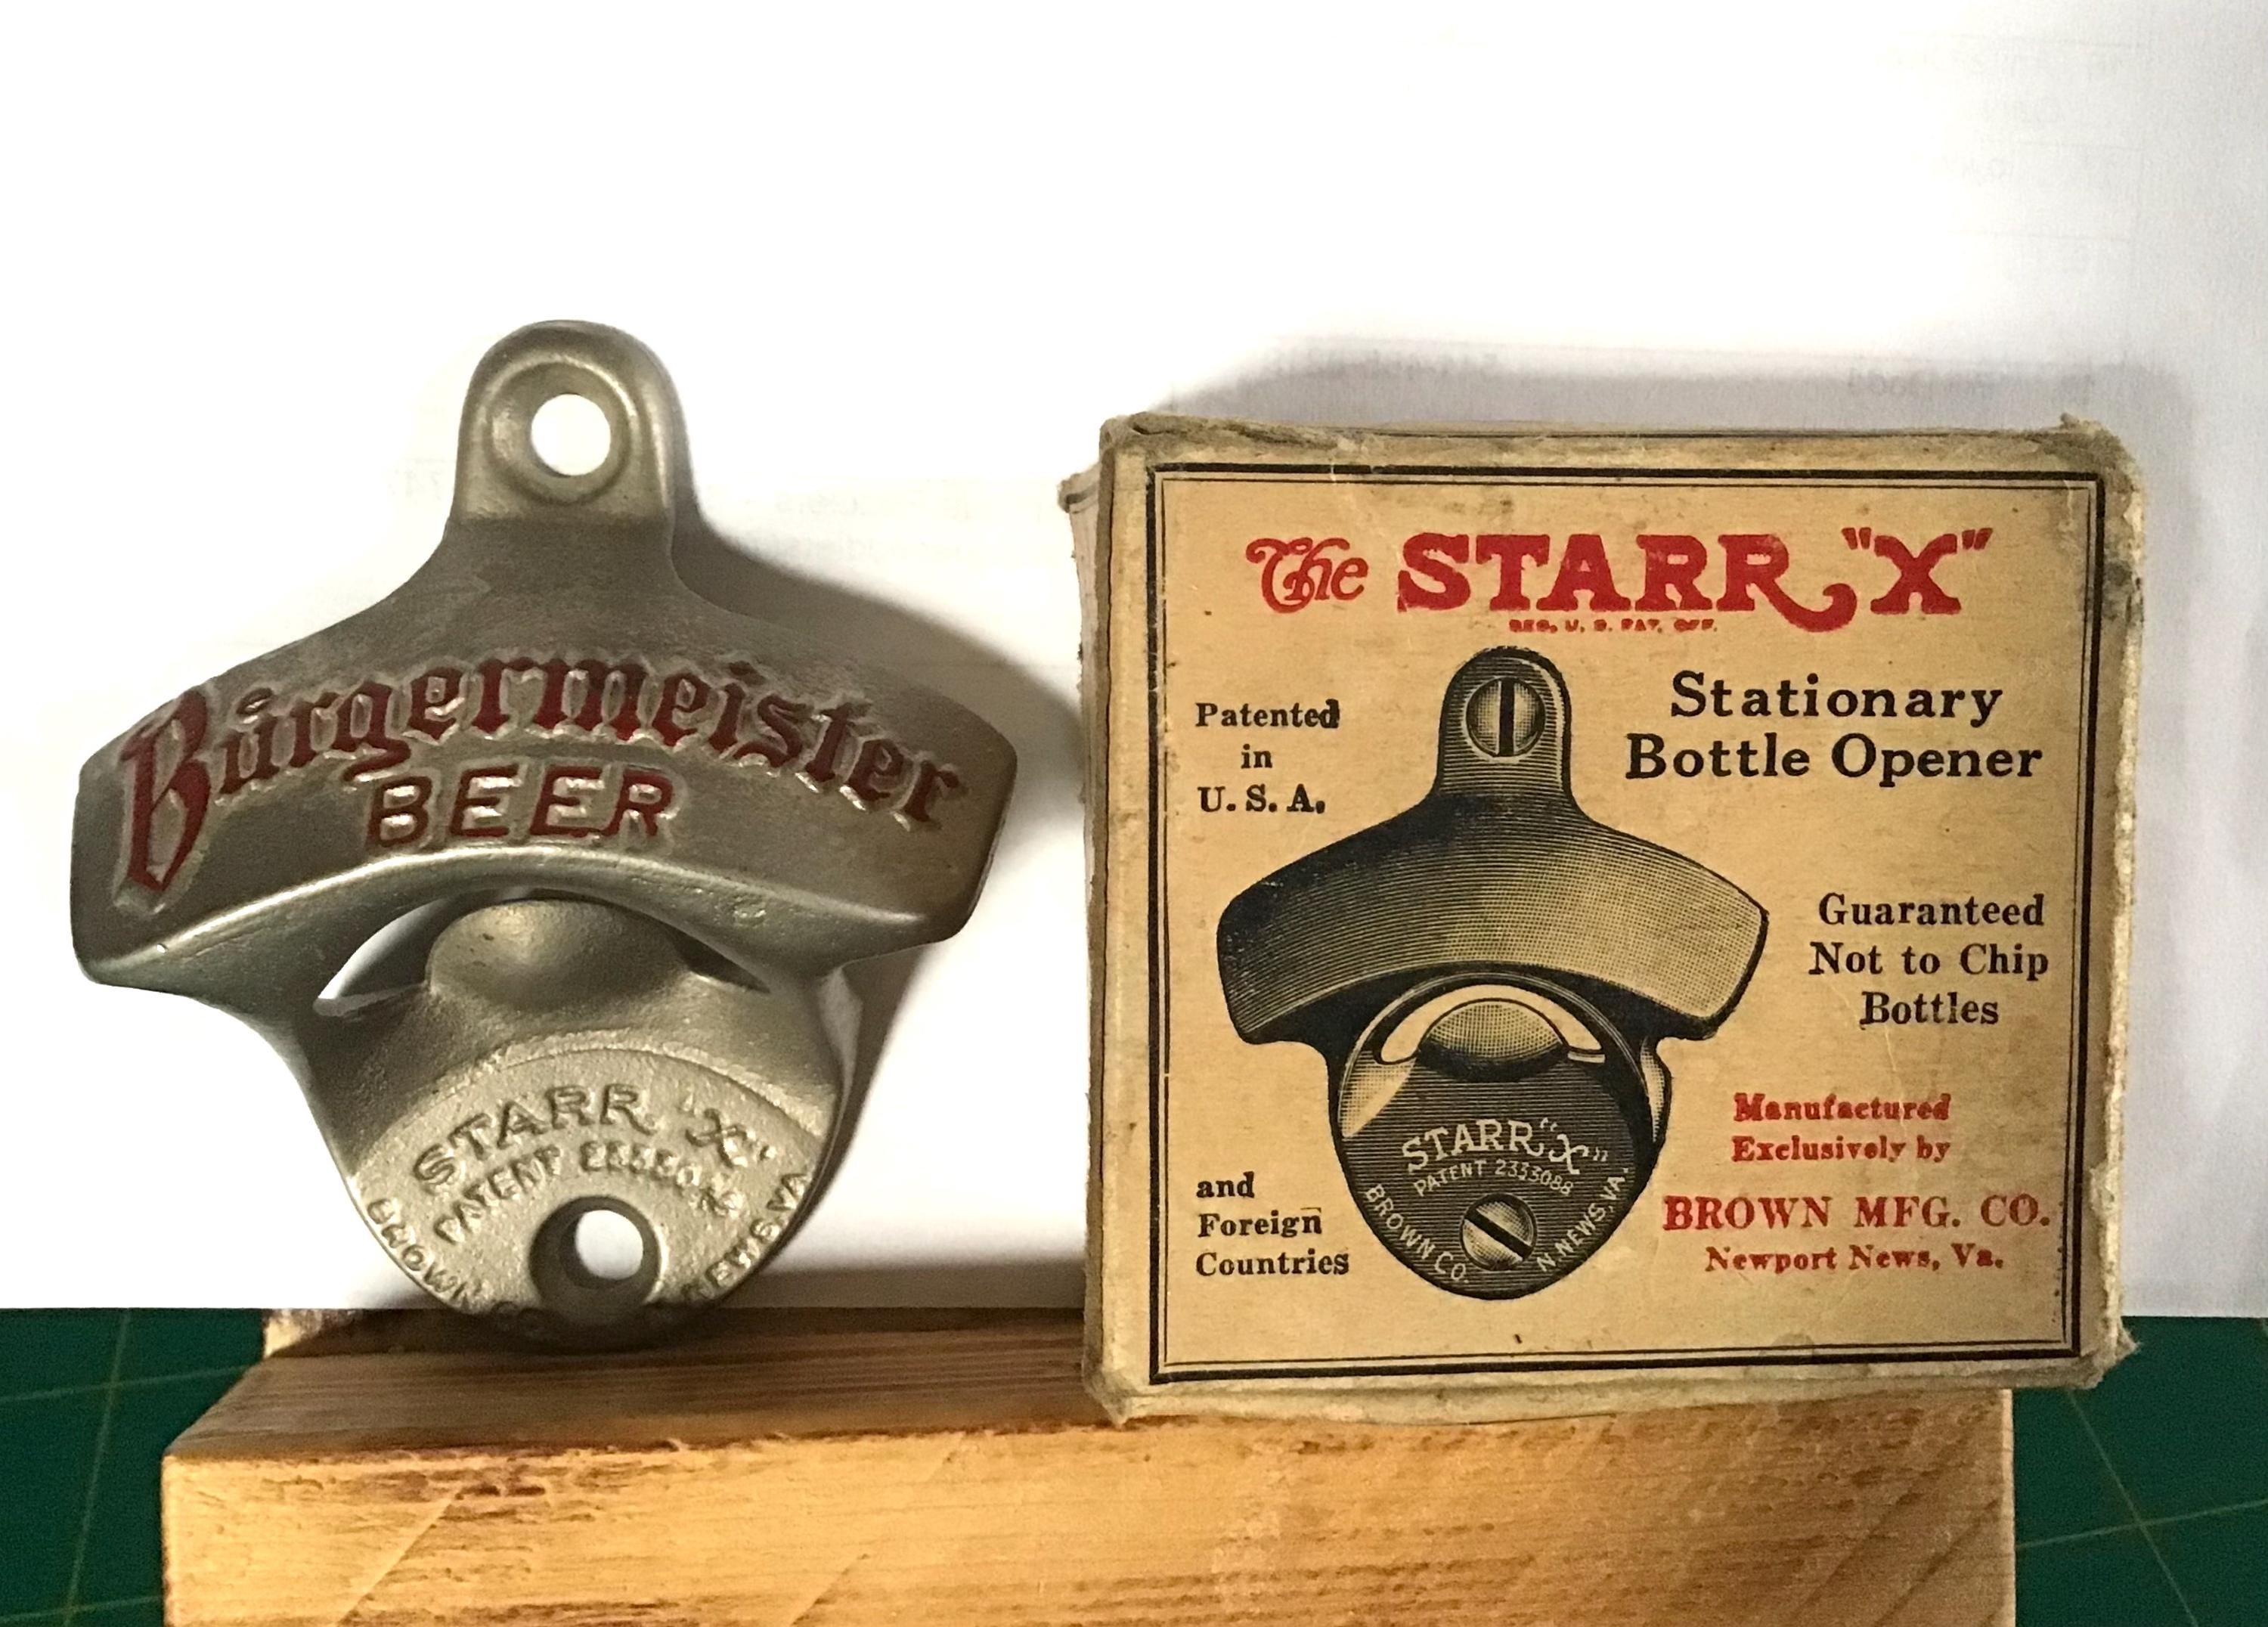 Bürgermeister
BEER
STARR "X"
PATENT 2333088
BROWN CO.
NEWS, VA.
The STARR "X"
REG. U. S. PAT. OFF.
Stationary
Bottle Opener
Patented
in
U. S. A.
Guaranteed
Not to Chip
Bottles
Manufactured
Exclusively by
BROWN MFG. CO.
Newport News, Va.
and
Foreign
Countries
STARR "X"
PATENT 2333088
BROWN CO.
N. NEWS, VA.